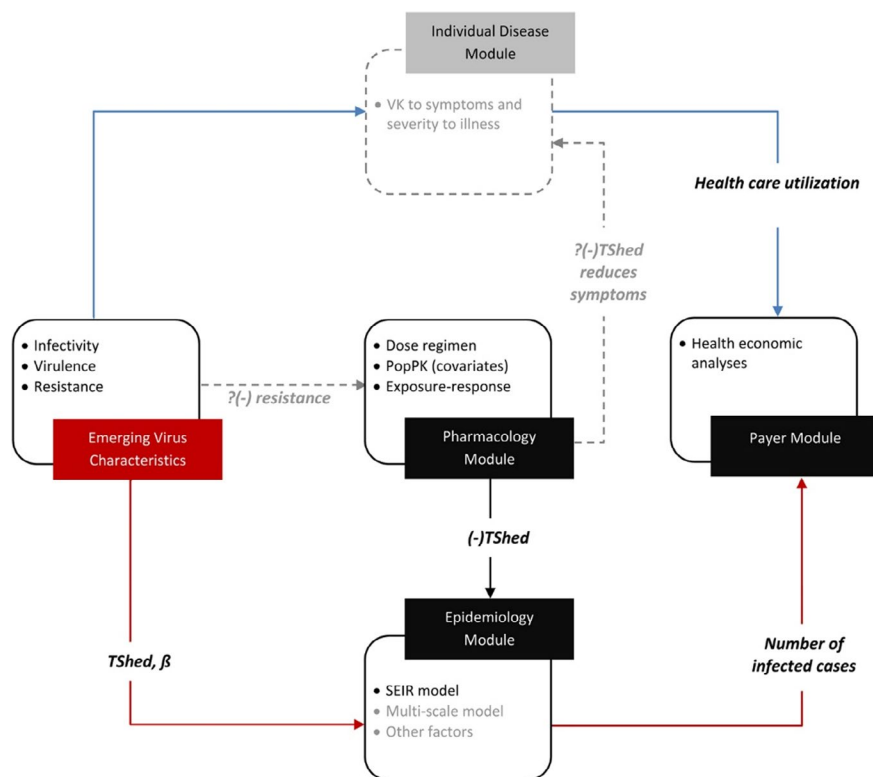 Individual Disease
Module
• VK to symptoms and
severity to illness
Health care utilization
?(-)TShed
reduces
symptoms
• Infectivity
• Virulence
• Resistance
Emerging Virus
Characteristics
?(-) resistance
• Dose regimen
• PopPK (covariates)
• Exposure-response
Pharmacology
Module
• Health economic
analyses
Payer Module
(-)TShed
TShed, ß
Epidemiology
Module
• SEIR model
• Multi-scale model
• Other factors
Number of
infected cases